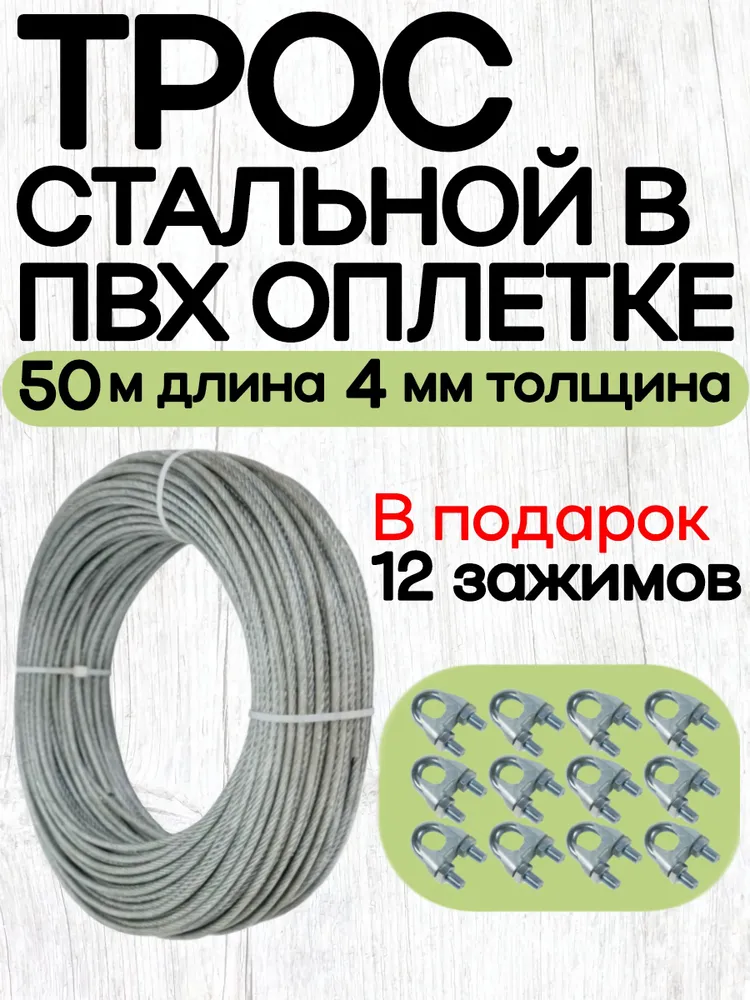 ТРОС
СТАЛЬНОЙ В
ПВХ ОПЛЕТКЕ
50 м длина 4 мм толщина
В подарок
12 зажимов